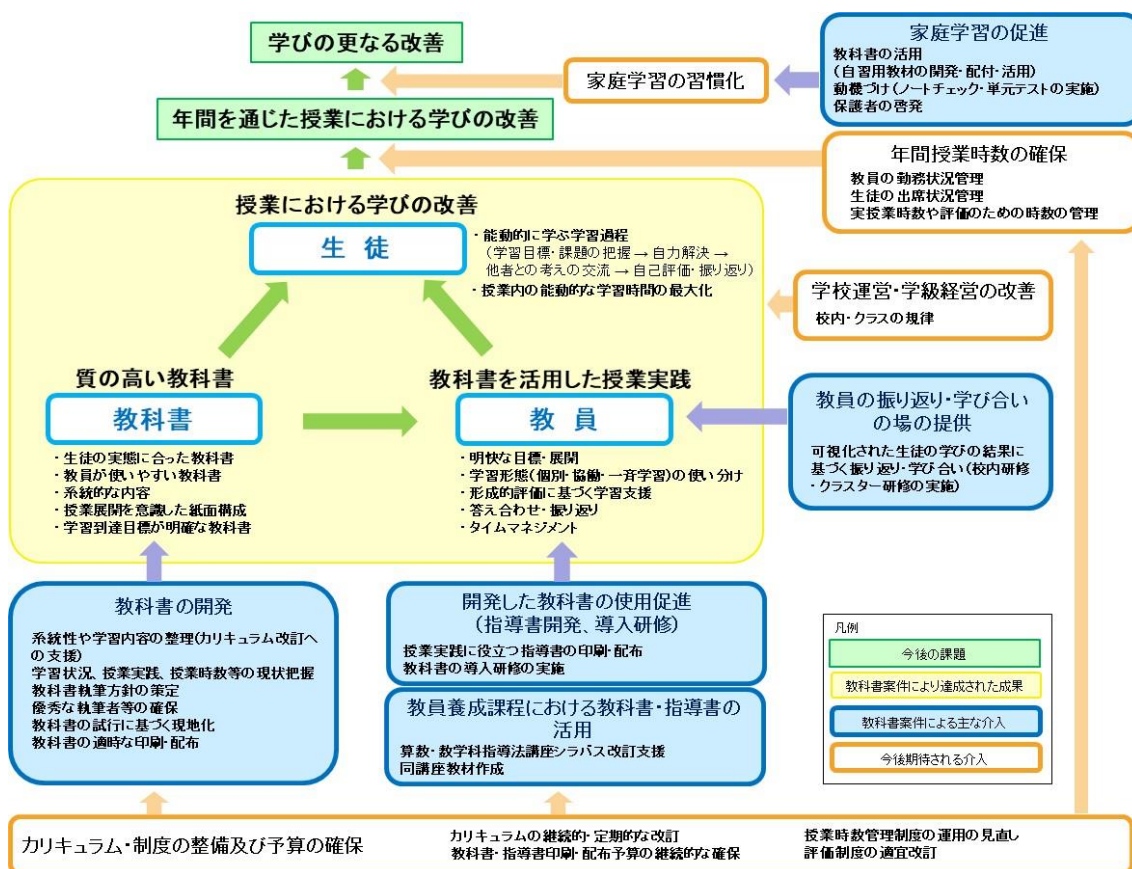 学びの更なる改善
家庭学習の習慣化
家庭学習の促進
教科書の活用
(自習用教材の開発・配付・活用)
動機づけ(ノートチェック・単元テストの実施)
保護者の啓発
年間を通じた授業における学びの改善
年間授業時数の確保
教員の勤務状況管理
生徒の出席状況管理
実授業時数や評価のための時数の管理
授業における学びの改善
生 徒
・能動的に学ぶ学習過程
(学習目標・課題の把握 → 自力解決 →
他者との考えの交流 → 自己評価・振り返り)
・授業内の能動的な学習時間の最大化
学校運営・学級経営の改善
校内・クラスの規律
質の高い教科書
教科書
・生徒の実態に合った教科書
・教員が使いやすい教科書
・系統的な内容
・授業展開を意識した紙面構成
・学習到達目標が明確な教科書
教科書を活用した授業実践
教 員
・明快な目標・展開
・学習形態(個別・協働・一斉学習)の使い分け
・形成的評価に基づく学習支援
・答え合わせ・振り返り
・タイムマネジメント
教員の振り返り・学び合い
の場の提供
可視化された生徒の学びの結果に
基づく振り返り・学び合い(校内研修
・クラスター研修の実施)
教科書の開発
系統性や学習内容の整理(カリキュラム改訂へ
の支援)
学習状況、授業実践、授業時数等の現状把握
教科書執筆方針の策定
優秀な執筆者等の確保
教科書の試行に基づく現地化
教科書の適時な印刷・配布
開発した教科書の使用促進
(指導書開発、導入研修)
授業実践に役立つ指導書の印刷・配布
教科書の導入研修の実施
教員養成課程における教科書・指導書の
活用
算数・数学科指導法講座シラバス改訂支援
同講座教材作成
凡例
今後の課題
教科書案件により達成された成果
教科書案件による主な介入
今後期待される介入
カリキュラム・制度の整備及び予算の確保
カリキュラムの継続的・定期的な改訂
教科書・指導書印刷・配布予算の継続的な確保
授業時数管理制度の運用の見直し
評価制度の適宜改訂